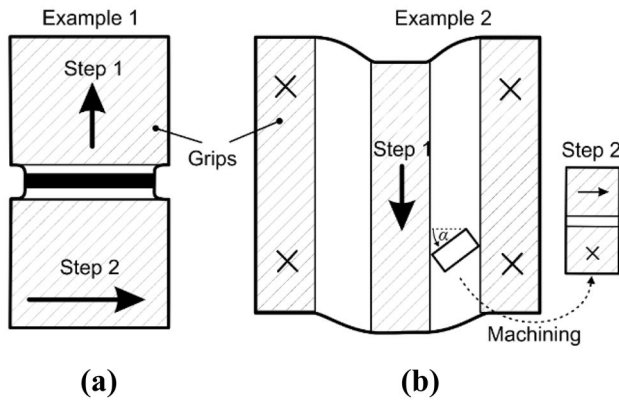 Example 1
Step 1
Grips
Step 2
(a)
Example 2
Step 1
α
Step 2
Machining
(b)